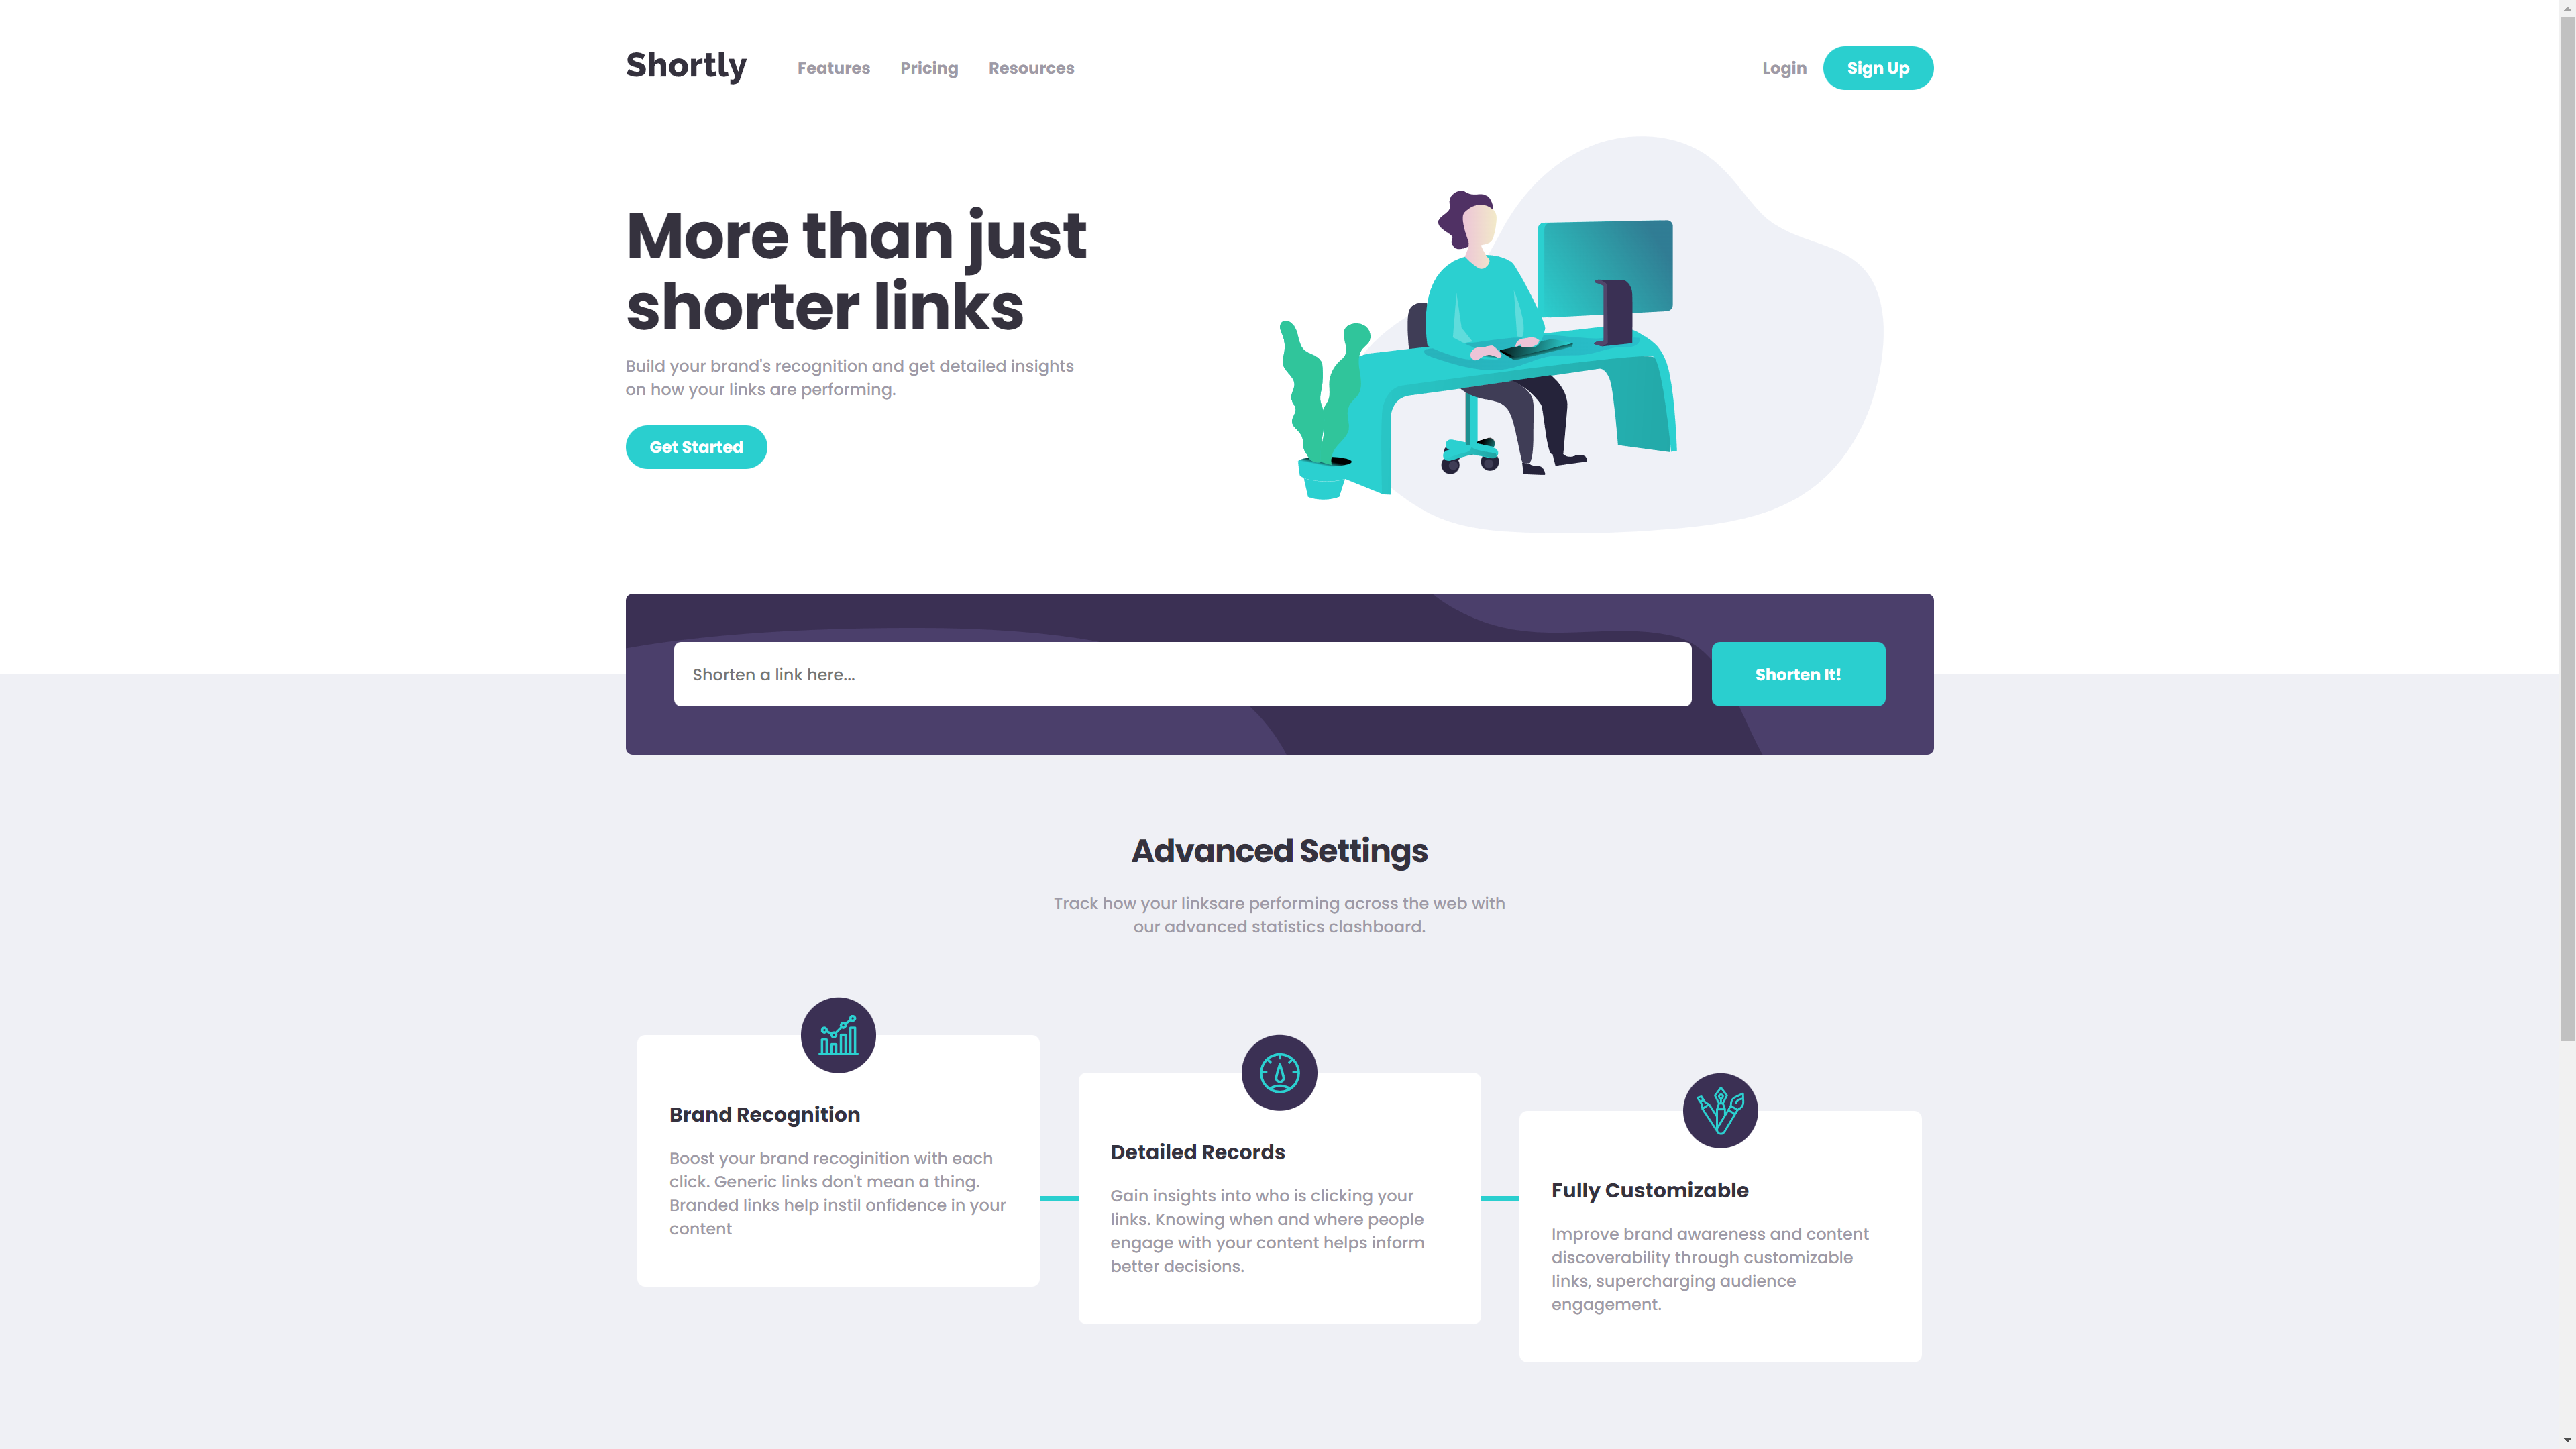 Shortly
Features
Pricing
Resources
Login
Sign Up
More than just
shorter links
Build your brand's recognition and get detailed insights
on how your links are performing.
Get Started
Shorten a link here...
Shorten It!
Advanced Settings
Track how your linksare performing across the web with
our advanced statistics clashboard.
Brand Recognition
Boost your brand recoginition with each
click. Generic links don't mean a thing.
Branded links help instil onfidence in your
content
Detailed Records
Gain insights into who is clicking your
links. Knowing when and where people
engage with your content helps inform
better decisions.
Fully Customizable
Improve brand awareness and content
discoverability through customizable
links, supercharging audience
engagement.